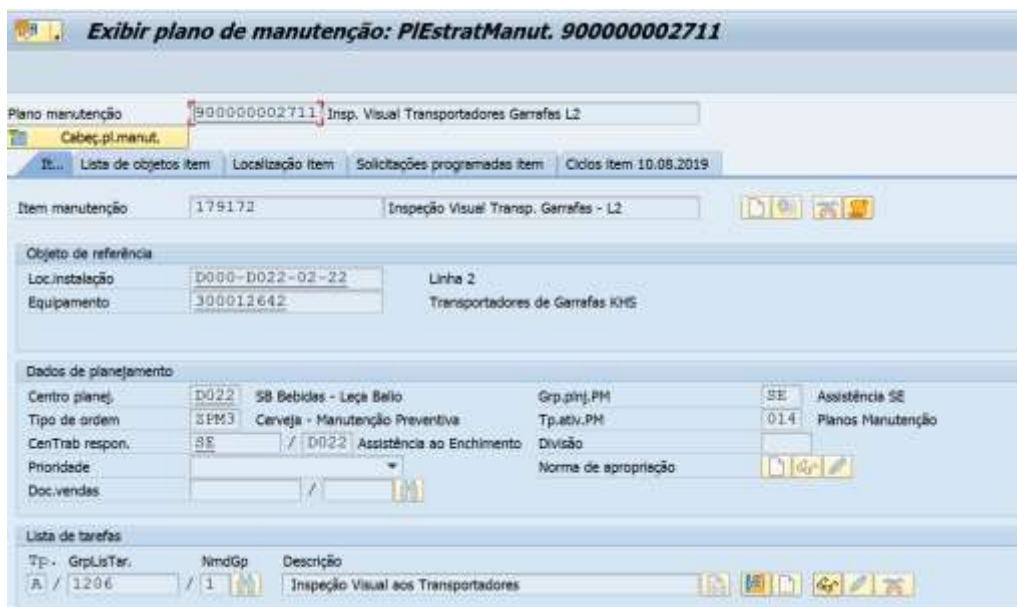 Exibir plano de manutenção: PlEstratManut. 900000002711
Plano manutenção 900000002711 Insp. Visual Transportadores Garrafas L2
Cabeç.pl.manut.
It... Lista de objetos item Localização item Solicitações programadas item Ciclos item 10.08.2019
Item manutenção 179172 Inspeção Visual Transp. Garrafas - L2
Objeto de referência
Loc.instalação D000-D022-02-22 Linha 2
Equipamento 300012642 Transportadores de Garrafas KHS
Dados de planejamento
Centro planej. D022 SB Bebidas - Leça Balio Grp.plnj.PM SE Assistência SE
Tipo de ordem ZPM3 Cerveja - Manutenção Preventiva Tp.ativ.PM 014 Planos Manutenção
CenTrab respon. SE / D022 Assistência ao Enchimento Divisão
Prioridade Norma de apropriação
Doc.vendas /
Lista de tarefas
Tp. GrpLisTar. NmdGp Descrição
A / 1206 / 1 Inspeção Visual aos Transportadores